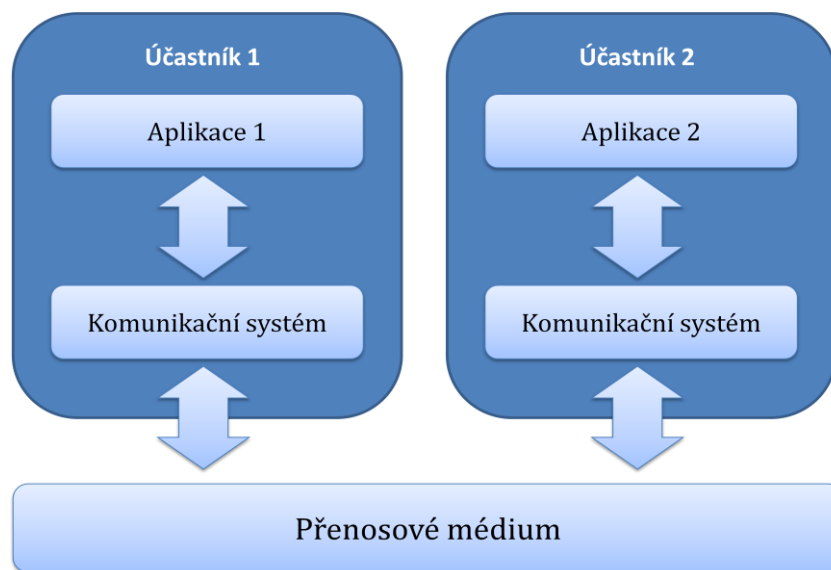 Účastník 1
Aplikace 1
Komunikační systém
Účastník 2
Aplikace 2
Komunikační systém
Přenosové médium